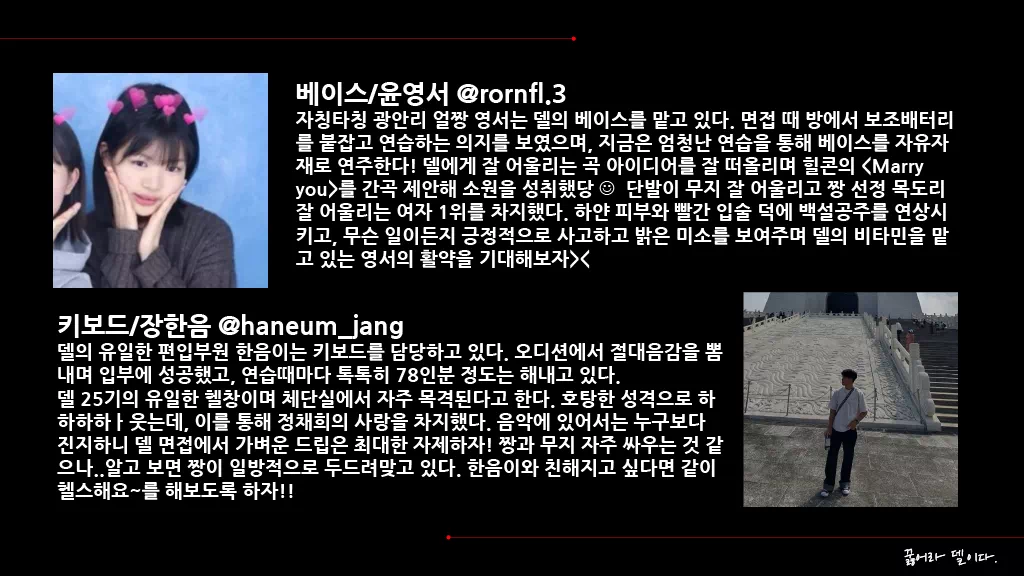 베이스/윤영서 @rornfl.3
자칭타칭 광안리 얼짱 영서는 델의 베이스를 맡고 있다. 면접 때 방에서 보조배터리
를 붙잡고 연습하는 의지를 보였으며, 지금은 엄청난 연습을 통해 베이스를 자유자
재로 연주한다! 델에게 잘 어울리는 곡 아이디어를 잘 떠올리며 힐콘의 <Marry
you>를 간곡 제안해 소원을 성취했당 ☺ 단발이 무지 잘 어울리고 짱 선정 목도리
잘 어울리는 여자 1위를 차지했다. 하얀 피부와 빨간 입술 덕에 백설공주를 연상시
키고, 무슨 일이든지 긍정적으로 사고하고 밝은 미소를 보여주며 델의 비타민을 맡
고 있는 영서의 활약을 기대해보자><
키보드/장한음 @haneum_jang
델의 유일한 편입부원 한음이는 키보드를 담당하고 있다. 오디션에서 절대음감을 뽐
내며 입부에 성공했고, 연습때마다 톡톡히 78인분 정도는 해내고 있다.
델 25기의 유일한 헬창이며 체단실에서 자주 목격된다고 한다. 호탕한 성격으로 하
하하하ㅏ웃는데, 이를 통해 정채희의 사랑을 차지했다. 음악에 있어서는 누구보다
진지하니 델 면접에서 가벼운 드립은 최대한 자제하자! 짱과 무지 자주 싸우는 것 같
으나..알고 보면 짱이 일방적으로 두드려맞고 있다. 한음이와 친해지고 싶다면 같이
헬스해요~를 해보도록 하자!!
끓어라 델이다.